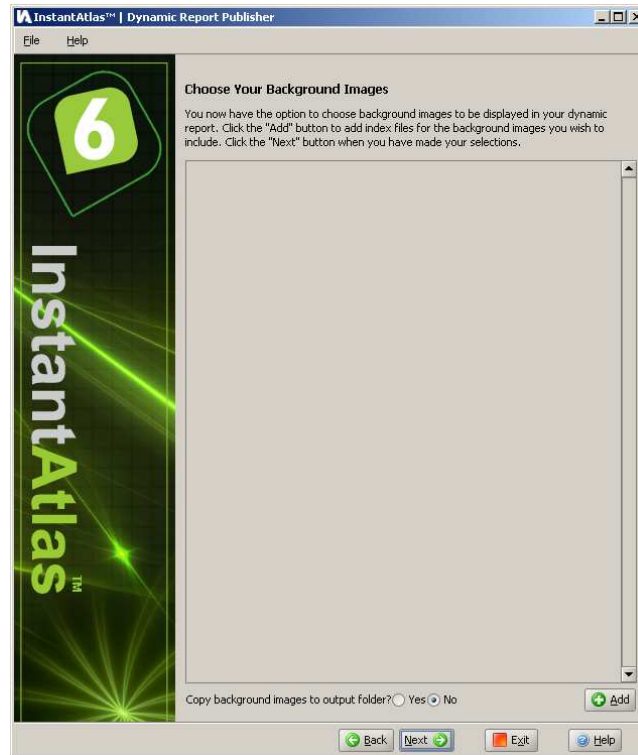 InstantAtlas™ | Dynamic Report Publisher
File Help
6
InstantAtlas™
Choose Your Background Images
You now have the option to choose background images to be displayed in your dynamic
report. Click the "Add" button to add index files for the background images you wish to
include. Click the "Next" button when you have made your selections.
Copy background images to output folder? Yes No
Add
Back Next Exit Help